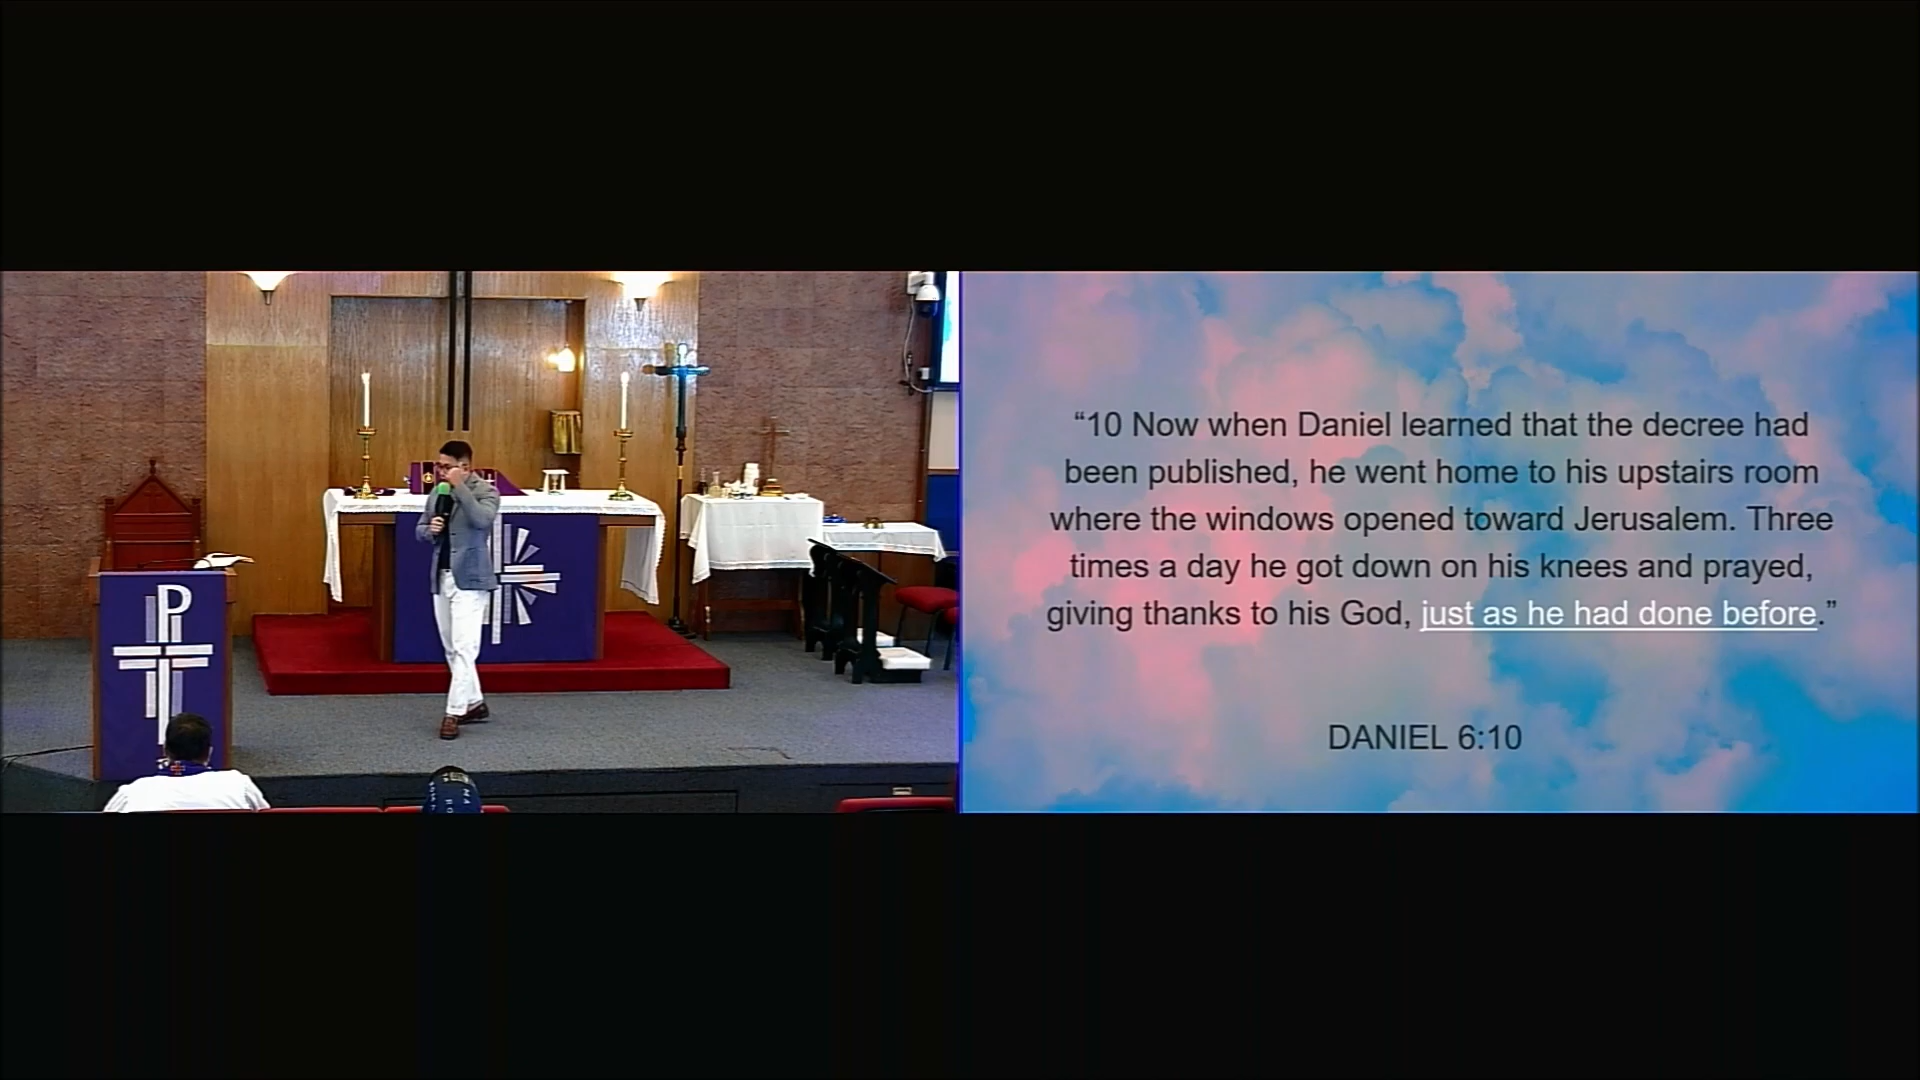 “10 Now when Daniel learned that the decree had
been published, he went home to his upstairs room
where the windows opened toward Jerusalem. Three
times a day he got down on his knees and prayed,
giving thanks to his God, just as he had done before.”
DANIEL 6:10